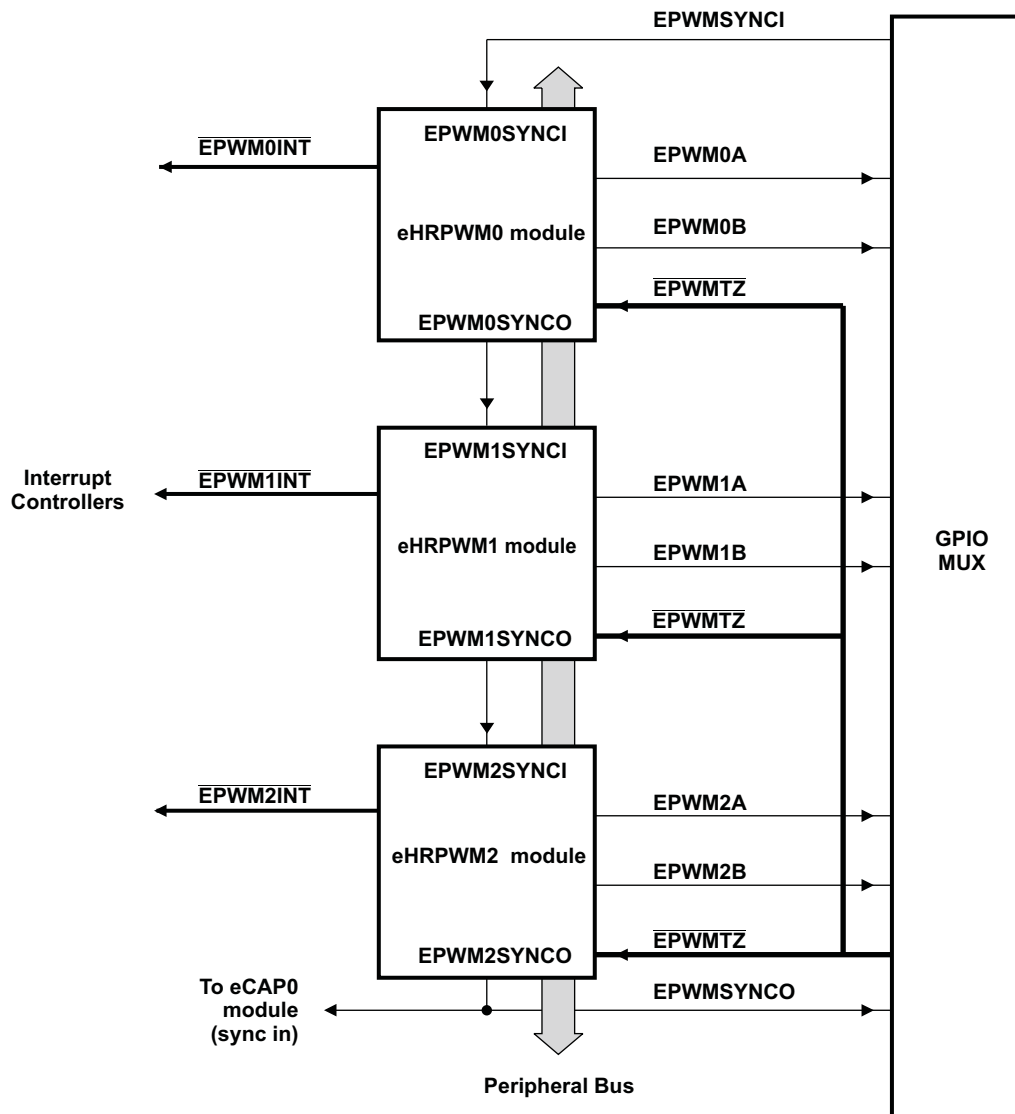 EPWMSYNCI
EPWM0SYNCI
EPWM0INT
EPWM0A
eHRPWM0 module
EPWM0B
EPWMTZ
EPWM0SYNCO
EPWM1SYNCI
Interrupt
Controllers
EPWM1INT
EPWM1A
eHRPWM1 module
EPWM1B
GPIO
MUX
EPWMTZ
EPWM1SYNCO
EPWM2SYNCI
EPWM2INT
EPWM2A
eHRPWM2 module
EPWM2B
EPWMTZ
EPWM2SYNCO
To eCAP0
module
(sync in)
EPWMSYNCO
Peripheral Bus